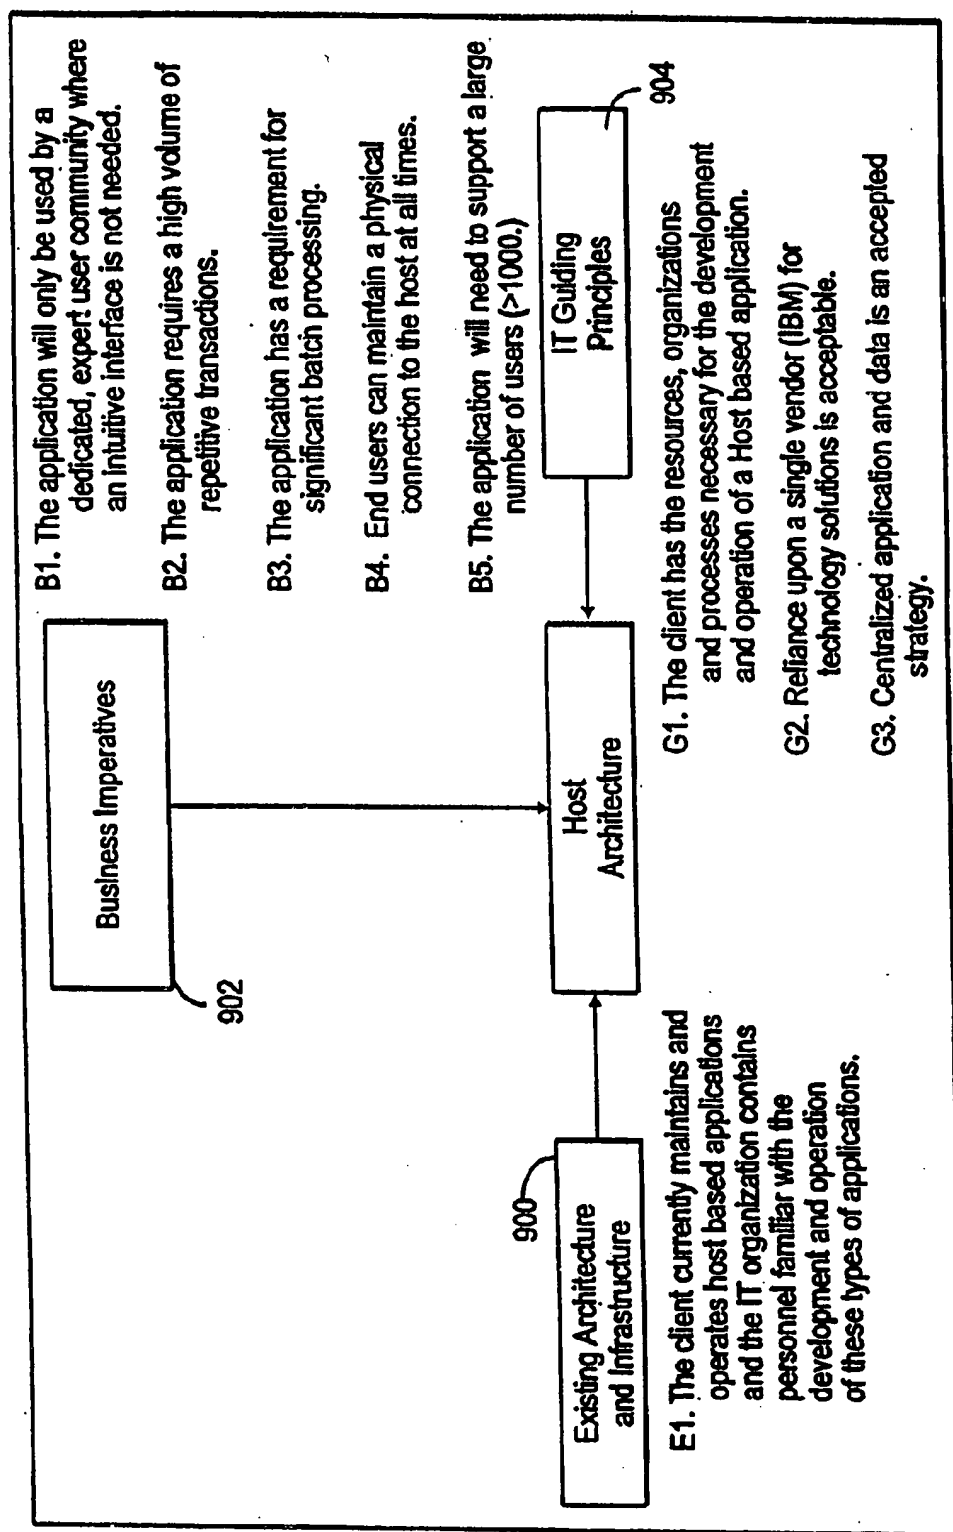 Business Imperatives
902
B1. The application will only be used by a
dedicated, expert user community where
an intuitive interface is not needed.
B2. The application requires a high volume of
repetitive transactions.
B3. The application has a requirement for
significant batch processing.
B4. End users can maintain a physical
connection to the host at all times.
B5. The application will need to support a large
number of users (>1000.)
900
Existing Architecture
and Infrastructure
Host
Architecture
IT Guiding
Principles
904
E1. The client currently maintains and
operates host based applications
and the IT organization contains
personnel familiar with the
development and operation
of these types of applications.
G1. The client has the resources, organizations
and processes necessary for the development
and operation of a Host based application.
G2. Reliance upon a single vendor (IBM) for
technology solutions is acceptable.
G3. Centralized application and data is an accepted
strategy.